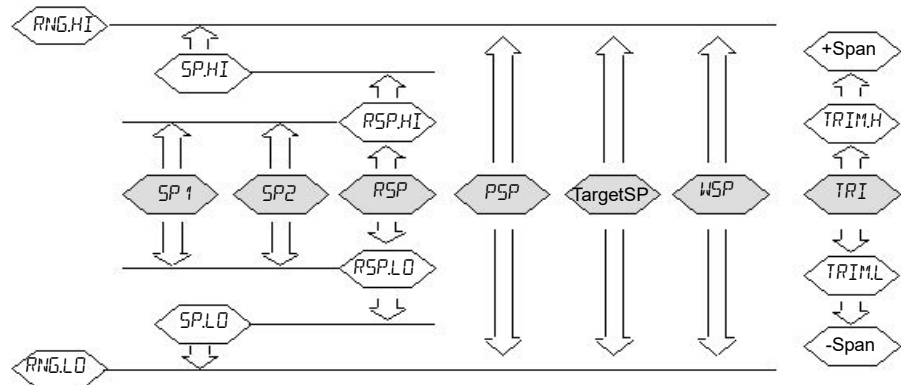 RNG.HI
SP.HI
+Span
RSP.HI
TRIM.H
SP1
SP2
RSP
PSP
TargetSP
WSP
TRI
RSP.LO
TRIM.L
SP.LO
-Span
RNG.LO